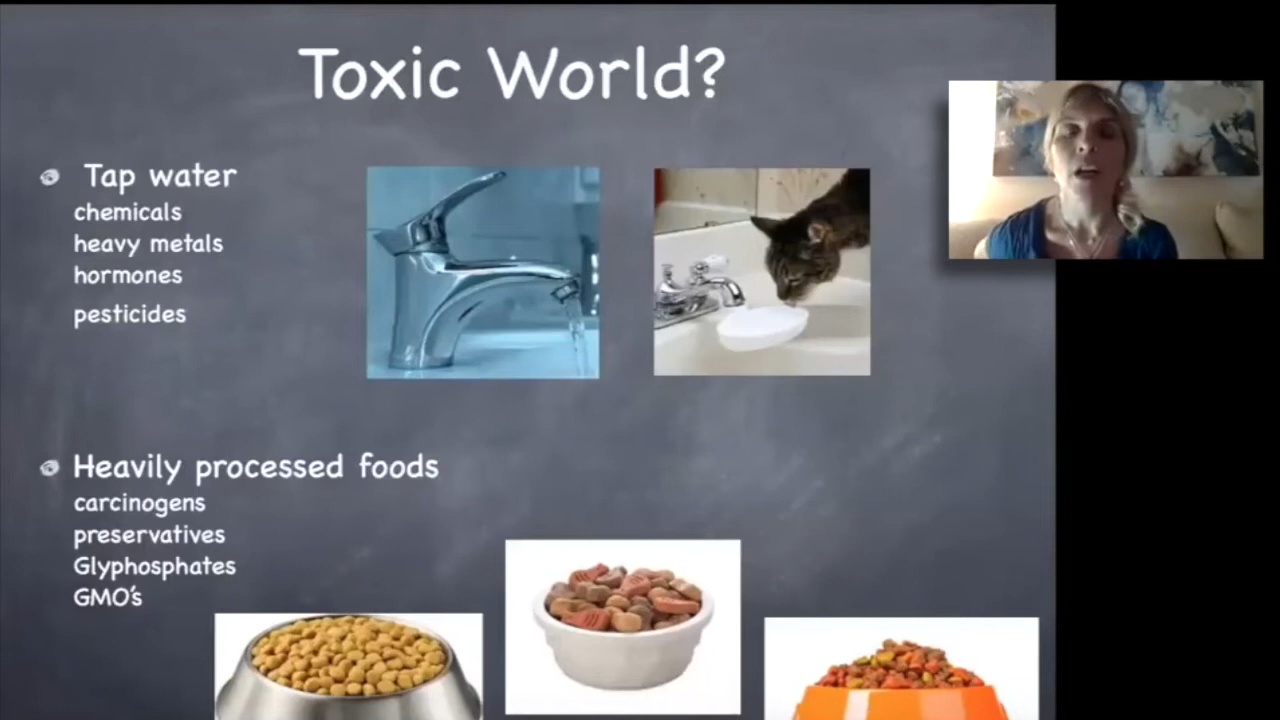 Toxic World?
Tap water
chemicals
heavy metals
hormones
pesticides
Heavily processed foods
carcinogens
preservatives
Glyphosphates
GMO's